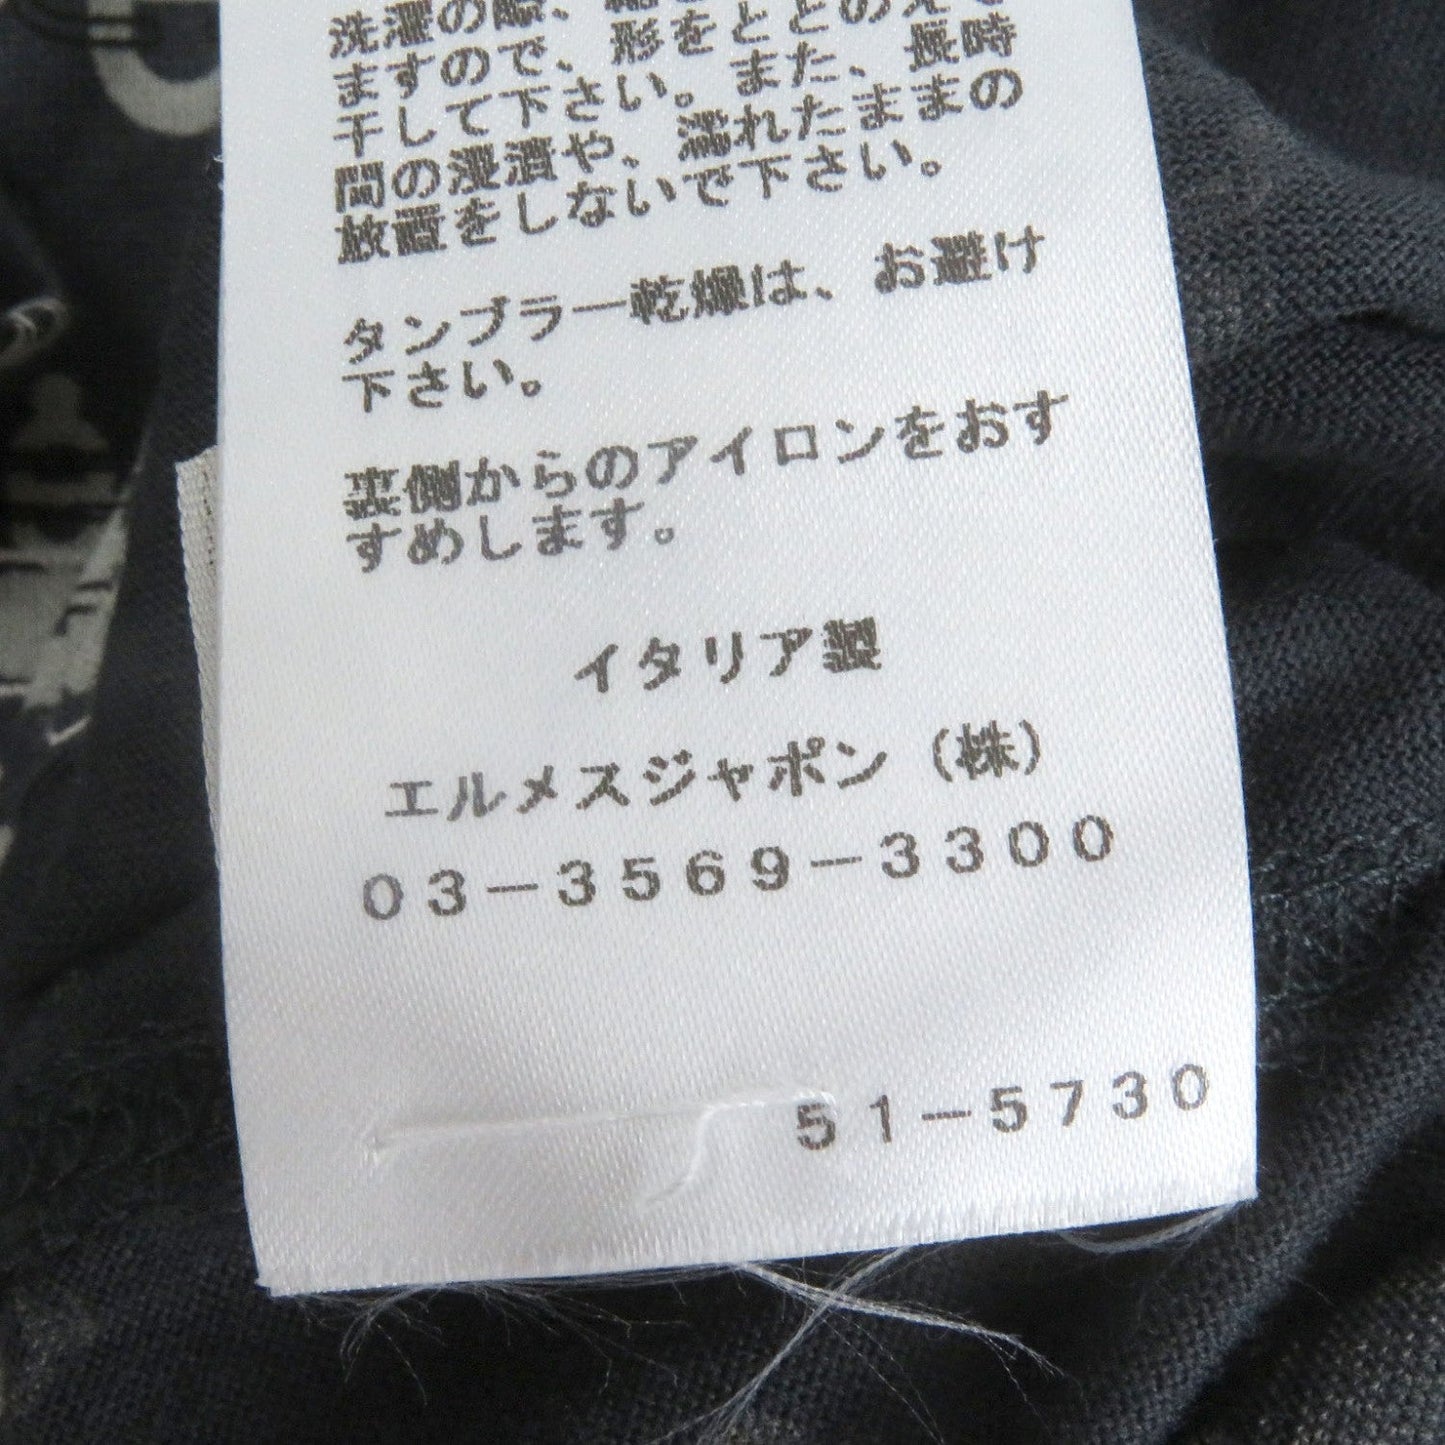 洗濯の際、
ますので、形をととのえて
干して下さい。また、長時
間の浸漬や、濡れたままの
放置をしないで下さい。
タンブラー乾燥は、お避け
下さい。
裏側からのアイロンをおす
すめします。
イタリア製
エルメスジャポン（株）
03-3569-3300
51-5730